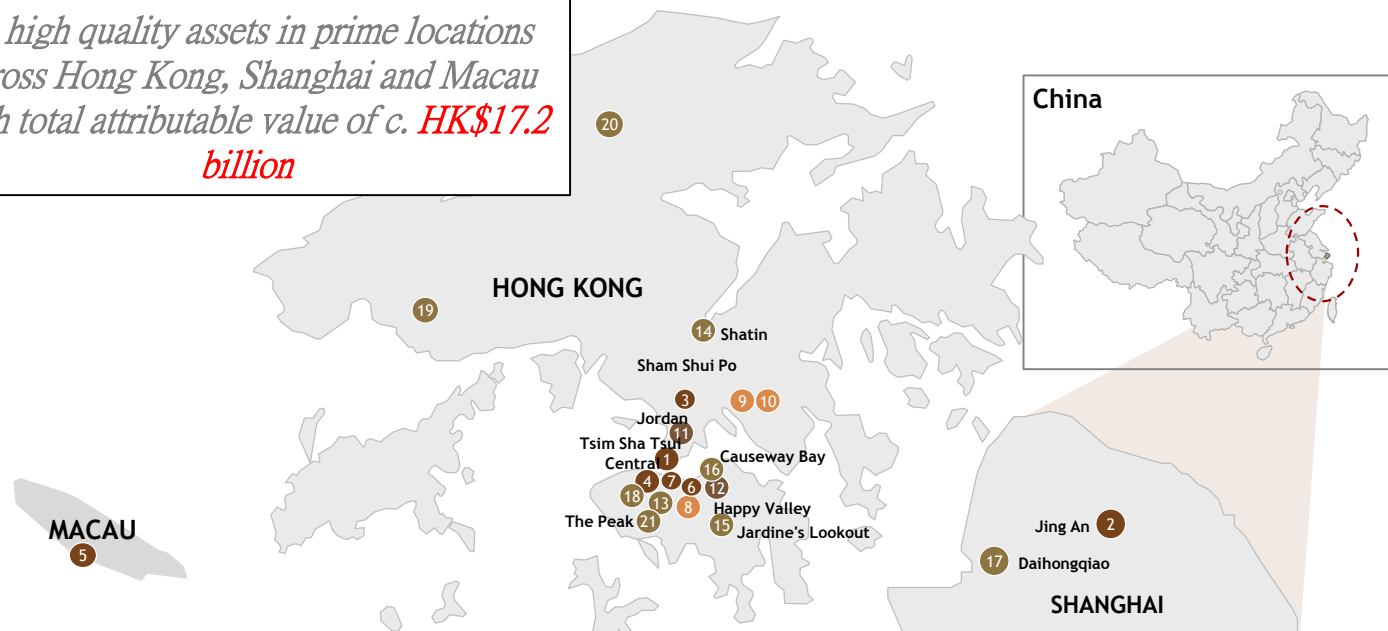 high quality assets in prime locations
ross Hong Kong, Shanghai and Macau
h total attributable value of c. HK$17.2
billion
China
20
HONG KONG
19
14 Shatin
Sham Shui Po
3
9
10
Jordan
11
Tsim Sha Tsui
1
Causeway Bay
16
Central
4
7
6
12
18
13
8
Happy Valley
The Peak 21
15
Jardine's Lookout
MACAU
5
Jing An 2
17 Daihongqiao
SHANGHAI